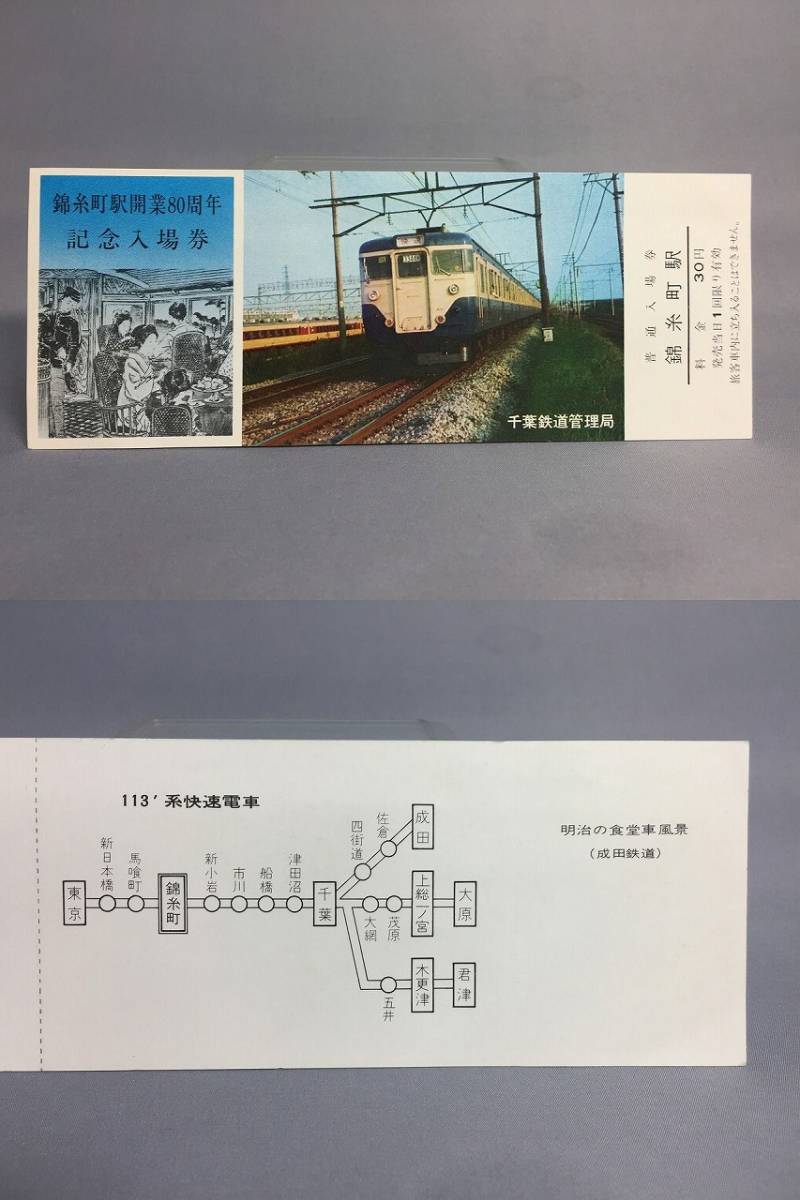 錦糸町駅開業80周年
記念入場券
千葉鉄道管理局
普通入場券
錦糸町駅
料金 30円
発売当日1回限り有効
旅客車内に立ち入ることはできません。
113'系快速電車
明治の食堂車風景
(成田鉄道)
東京
新日本橋
馬喰町
錦糸町
新小岩
市川
船橋
津田沼
千葉
四街道
佐倉
成田
大網
茂原
上総一ノ宮
大原
五井
木更津
君津